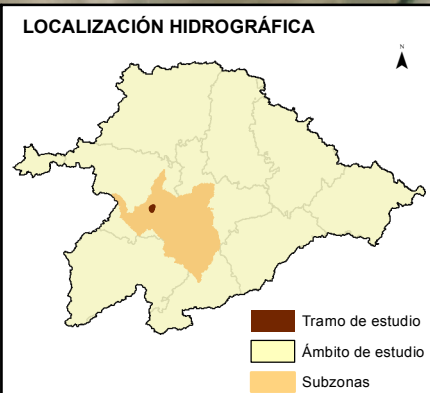 LOCALIZACIÓN HIDROGRÁFICA
N
Tramo de estudio
Ámbito de estudio
Subzonas